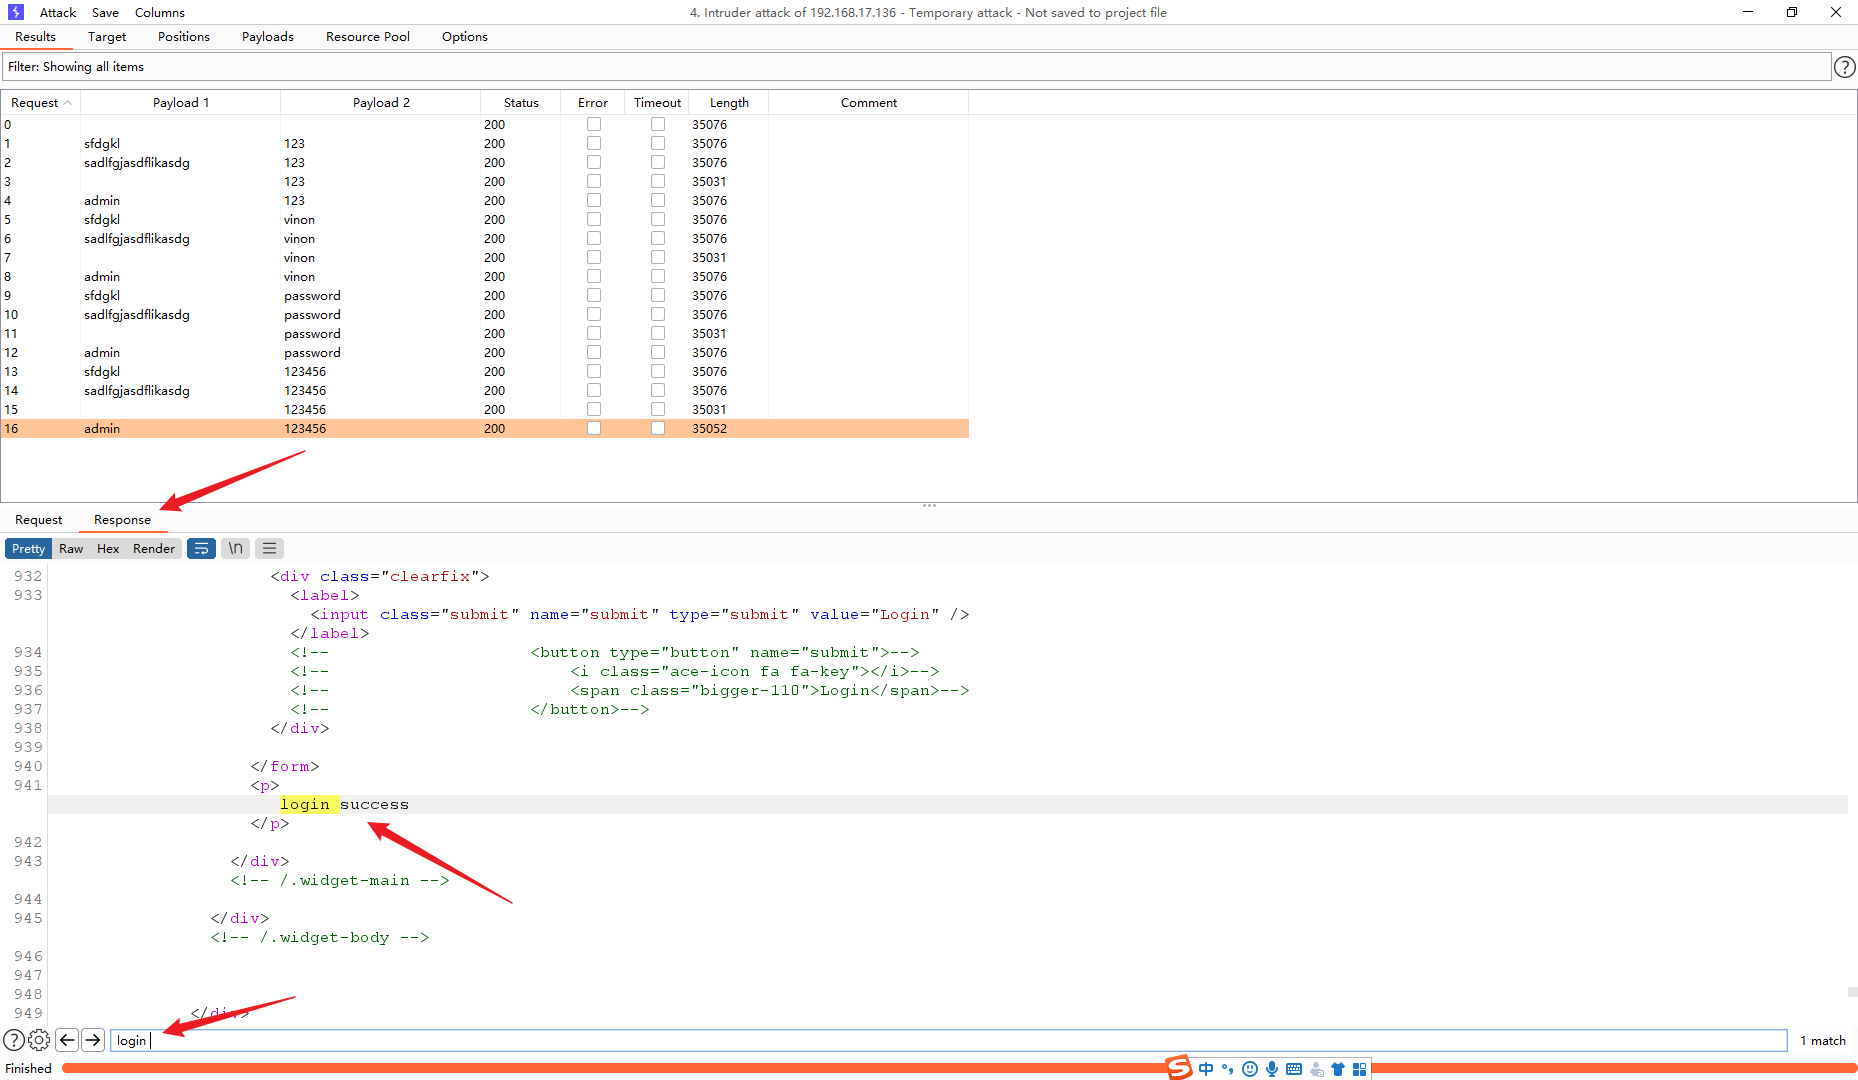 Attack Save Columns 4. Intruder attack of 192.168.17.136 - Temporary attack - Not saved to project file
Results Target Positions Payloads Resource Pool Options
Filter: Showing all items ?
Request Payload 1 Payload 2 Status Error Timeout Length Comment
0 200 35076
1 sfdgkl 123 200 35076
2 sadlfgjasdflikasdg 123 200 35076
3 123 200 35031
4 admin 123 200 35076
5 sfdgkl vinon 200 35076
6 sadlfgjasdflikasdg vinon 200 35076
7 vinon 200 35031
8 admin vinon 200 35076
9 sfdgkl password 200 35076
10 sadlfgjasdflikasdg password 200 35076
11 password 200 35031
12 admin password 200 35076
13 sfdgkl 123456 200 35076
14 sadlfgjasdflikasdg 123456 200 35076
15 123456 200 35031
16 admin 123456 200 35052
Request Response
Pretty Raw Hex Render \n
932 <div class="clearfix">
933 <label>
<input class="submit" name="submit" type="submit" value="Login" />
</label>
934 <!-- <button type="button" name="submit">-->
935 <!-- <i class="ace-icon fa fa-key"></i>-->
936 <!-- <span class="bigger-110">Login</span>-->
937 <!-- </button>-->
938 </div>
939
940 </form>
941 <p>
login success
</p>
942
943 </div>
<!-- /.widget-main -->
944
945 </div>
<!-- /.widget-body -->
946
947
948
949 </div>
? login 1 match
Finished S 中